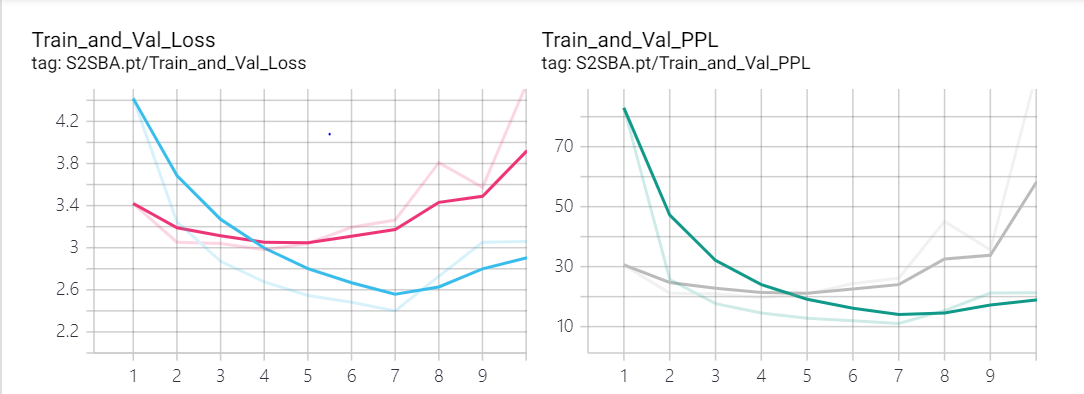 Train_and_Val_Loss
tag: S2SBA.pt/Train_and_Val_Loss
4.2
3.8
3.4
3
2.6
2.2
1 2 3 4 5 6 7 8 9
Train_and_Val_PPL
tag: S2SBA.pt/Train_and_Val_PPL
70
50
30
10
1 2 3 4 5 6 7 8 9